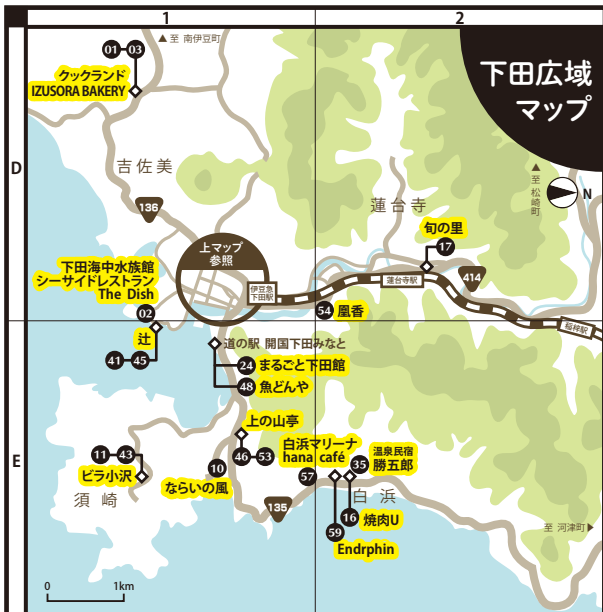 1
2
D
E
下田広域
マップ
▲至 南伊豆町
01
03
クックランド
IZUSORA BAKERY
吉佐美
136
▲至 松崎町
N
蓮台寺
旬の里
17
414
上マップ
参照
伊豆急
下田駅
蓮台寺駅
稲梓駅
下田海中水族館
シーサイドレストラン
The Dish
02
54
凰香
辻
41
45
道の駅 開国下田みなと
24
まるごと下田館
48
魚どんや
上の山亭
46
53
11
43
ビラ小沢
須崎
10
ならいの風
135
白浜マリーナ
hana café
57
温泉民宿
勝五郎
35
白浜
16
焼肉U
59
Endrphin
至 河津町▶
0
1km